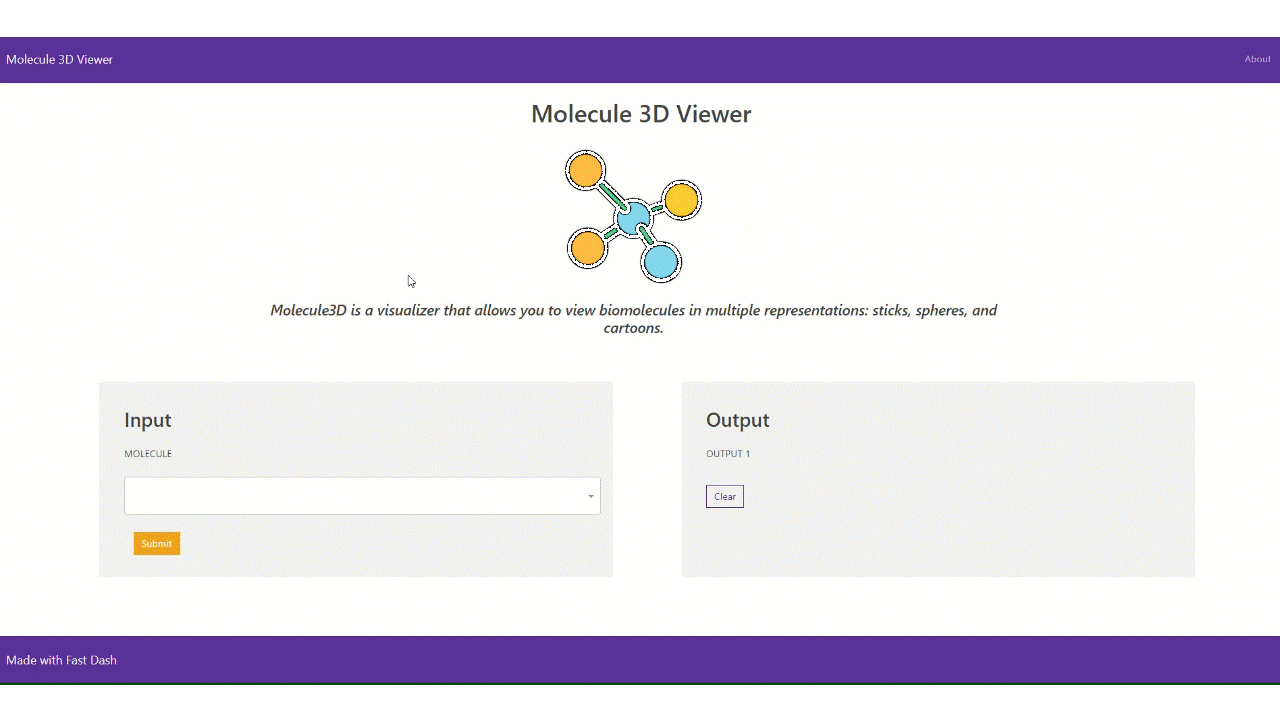 Molecule 3D Viewer
About
Molecule 3D Viewer
Molecule3D is a visualizer that allows you to view biomolecules in multiple representations: sticks, spheres, and
cartoons.
Input
MOLECULE
Submit
Output
OUTPUT 1
Clear
Made with Fast Dash